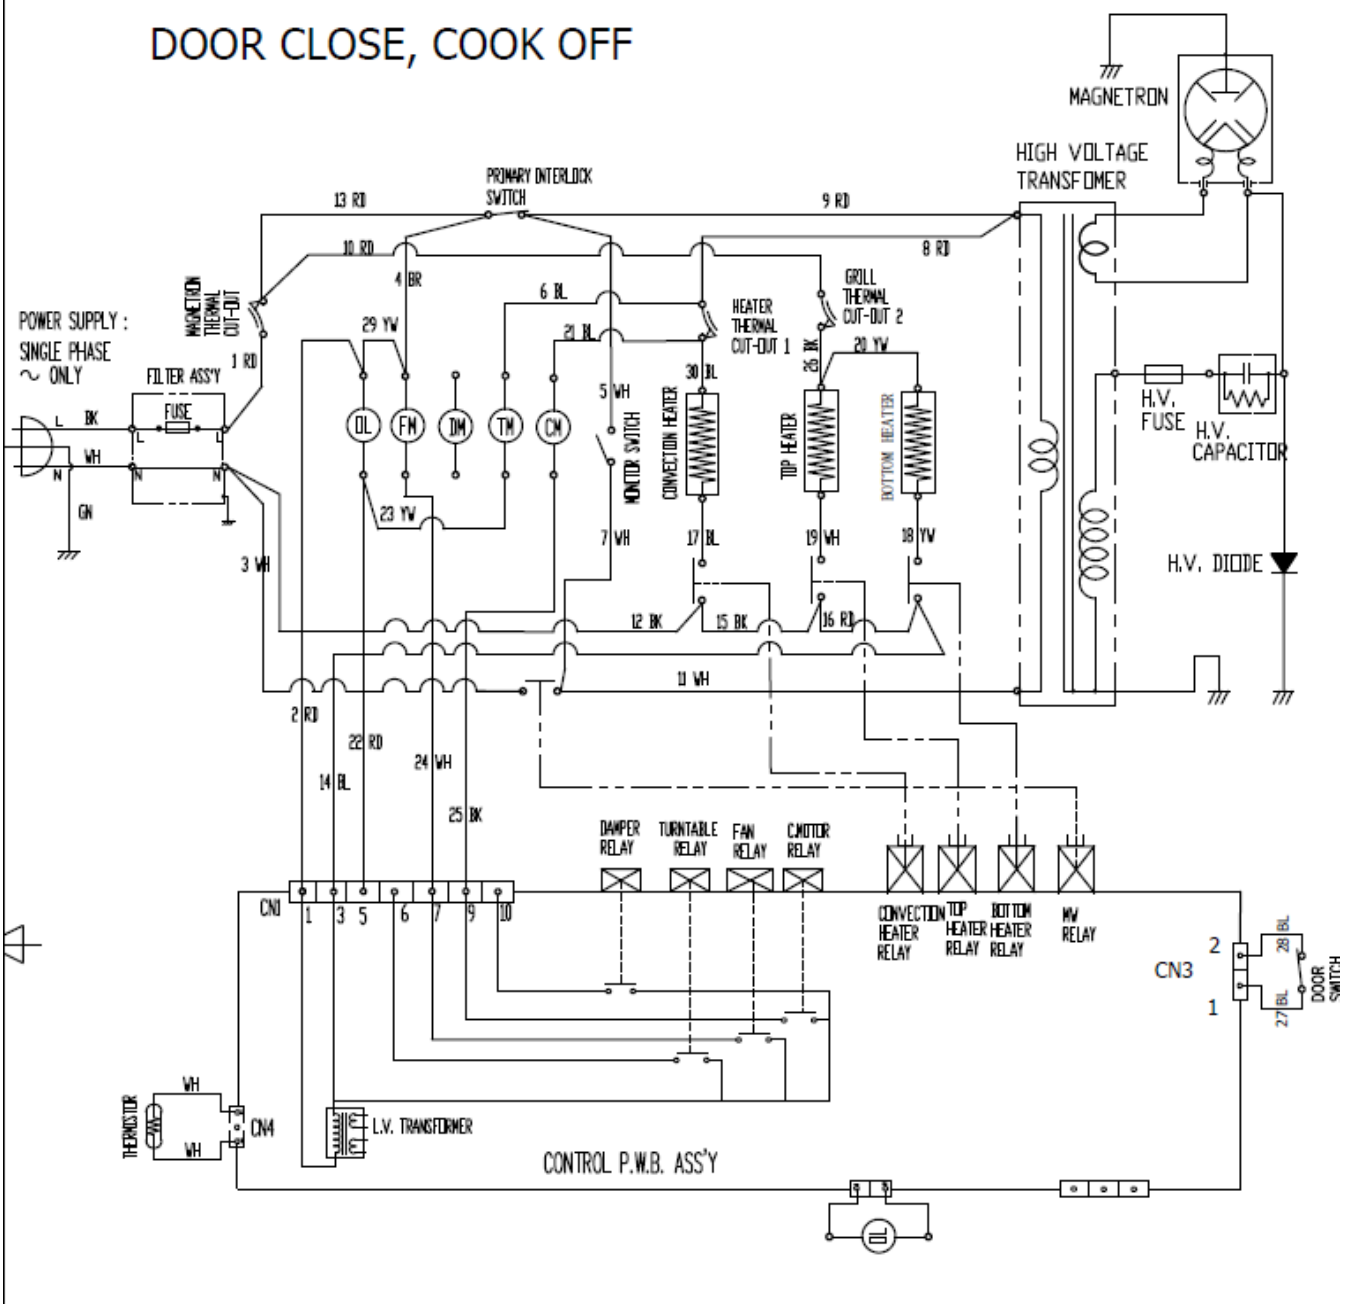 DOOR CLOSE, COOK OFF
MAGNETRON
HIGH VOLTAGE
TRANSFOMER
PRIMARY INTERLOCK
SWITCH
13 RD
9 RD
10 RD
8 RD
4 BR
MAGNETRON
THERMAL
CUT-OUT
GRILL
THERMAL
CUT-OUT 2
6 BL
HEATER
THERMAL
CUT-OUT 1
POWER SUPPLY :
SINGLE PHASE
~ ONLY
29 YW
21 BL
1 RD
26 BK
20 YW
FILTER ASS'Y
FUSE
30 BL
5 WH
H.V.
FUSE
H.V.
CAPACITOR
L
BK
L
L
OL
FM
DM
TM
CM
MONITOR SWITCH
CONVECTION HEATER
TOP HEATER
BOTTOM HEATER
WH
N
N
N
GN
23 YW
7 WH
17 BL
19 WH
18 YW
3 WH
H.V. DIODE
12 BK
15 BK
16 RD
11 WH
2 RD
22 RD
24 WH
14 BL
25 BK
DAMPER
RELAY
TURNTABLE
RELAY
FAN
RELAY
C.MOTOR
RELAY
CN1
1
3
5
6
7
9
10
CONVECTION
HEATER
RELAY
TOP
HEATER
RELAY
BOTTOM
HEATER
RELAY
MW
RELAY
2
CN3
1
28 BL
27 BL
DOOR
SWITCH
THERMISTOR
WH
WH
CN4
L.V. TRANSFORMER
CONTROL P.W.B. ASS'Y
OL